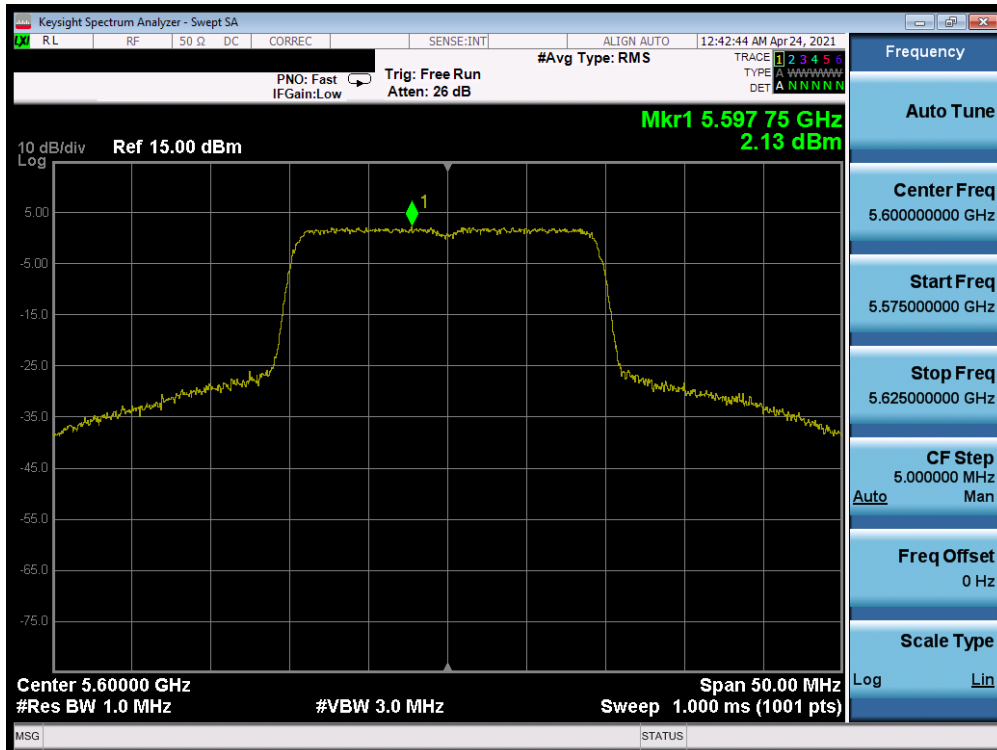 Keysight Spectrum Analyzer - Swept SA
LXI RL RF 50 Ω DC CORREC SENSE:INT ALIGN AUTO 12:42:44 AM Apr 24, 2021
PNO: Fast
IFGain:Low
Trig: Free Run
Atten: 26 dB
#Avg Type: RMS
TRACE 1 2 3 4 5 6
TYPE A WWWWW
DET A N N N N N
Mkr1 5.597 75 GHz
2.13 dBm
10 dB/div Ref 15.00 dBm
Log
1
5.00
-5.00
-15.0
-25.0
-35.0
-45.0
-55.0
-65.0
-75.0
Center 5.60000 GHz Span 50.00 MHz
#Res BW 1.0 MHz #VBW 3.0 MHz Sweep 1.000 ms (1001 pts)
MSG STATUS
Frequency
Auto Tune
Center Freq
5.600000000 GHz
Start Freq
5.575000000 GHz
Stop Freq
5.625000000 GHz
CF Step
5.000000 MHz
Auto Man
Freq Offset
0 Hz
Scale Type
Log Lin